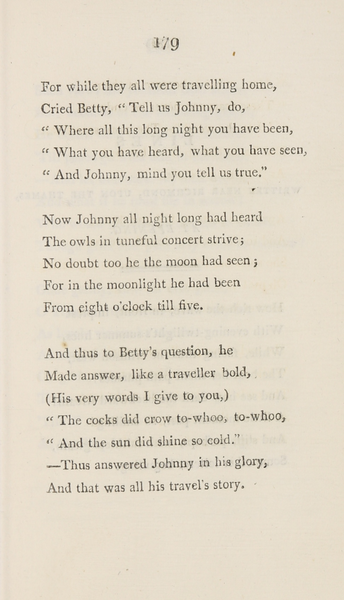 179
For while they all were travelling home,
Cried Betty, “ Tell us Johnny, do,
“ Where all this long night you have been,
“ What you have heard, what you have seen,
“ And Johnny, mind you tell us true.”
Now Johnny all night long had heard
The owls in tuneful concert strive;
No doubt too he the moon had seen;
For in the moonlight he had been
From eight o'clock till five.
And thus to Betty's question, he
Made answer, like a traveller bold,
(His very words I give to you,)
“ The cocks did crow to-whoo, to-whoo,
“ And the sun did shine so cold.”
—Thus answered Johnny in his glory,
And that was all his travel's story.